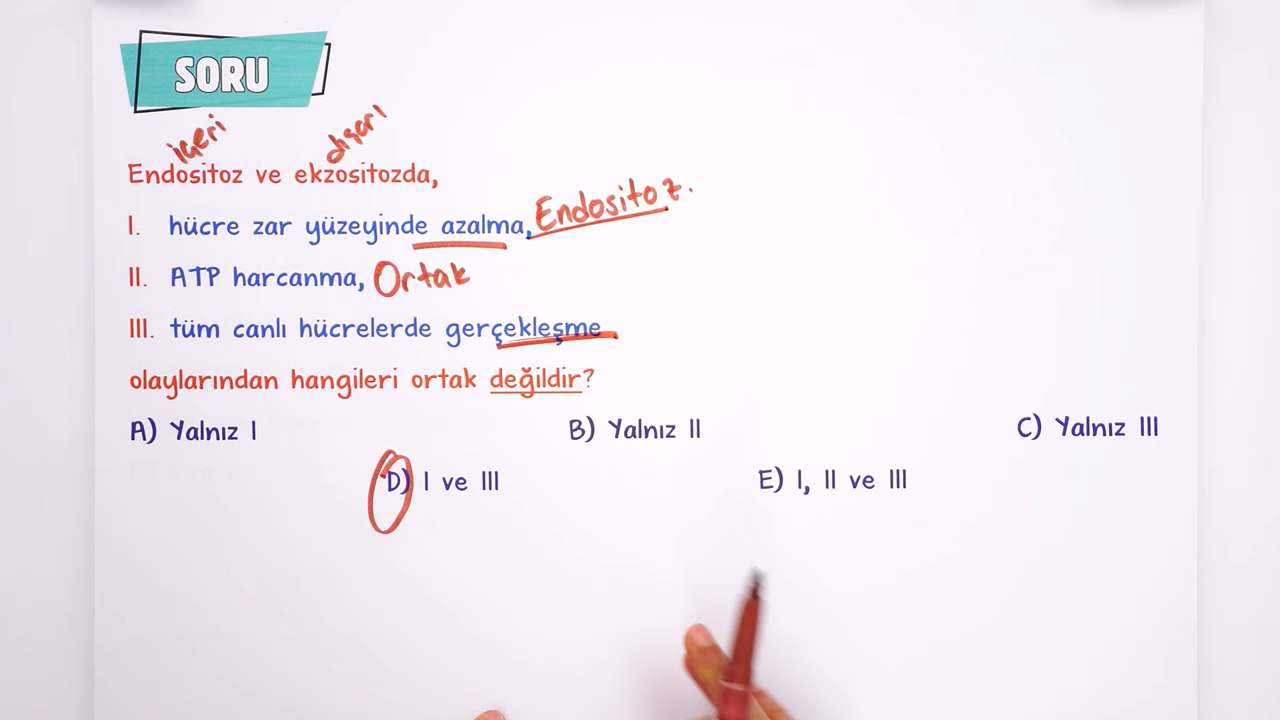 SORU
içeri dışarı
Endositoz ve ekzositozda,
I. hücre zar yüzeyinde azalma, Endositoz.
II. ATP harcanma, Ortak
III. tüm canlı hücrelerde gerçekleşme
olaylarından hangileri ortak değildir?
A) Yalnız I B) Yalnız II C) Yalnız III
D) I ve III E) I, II ve III